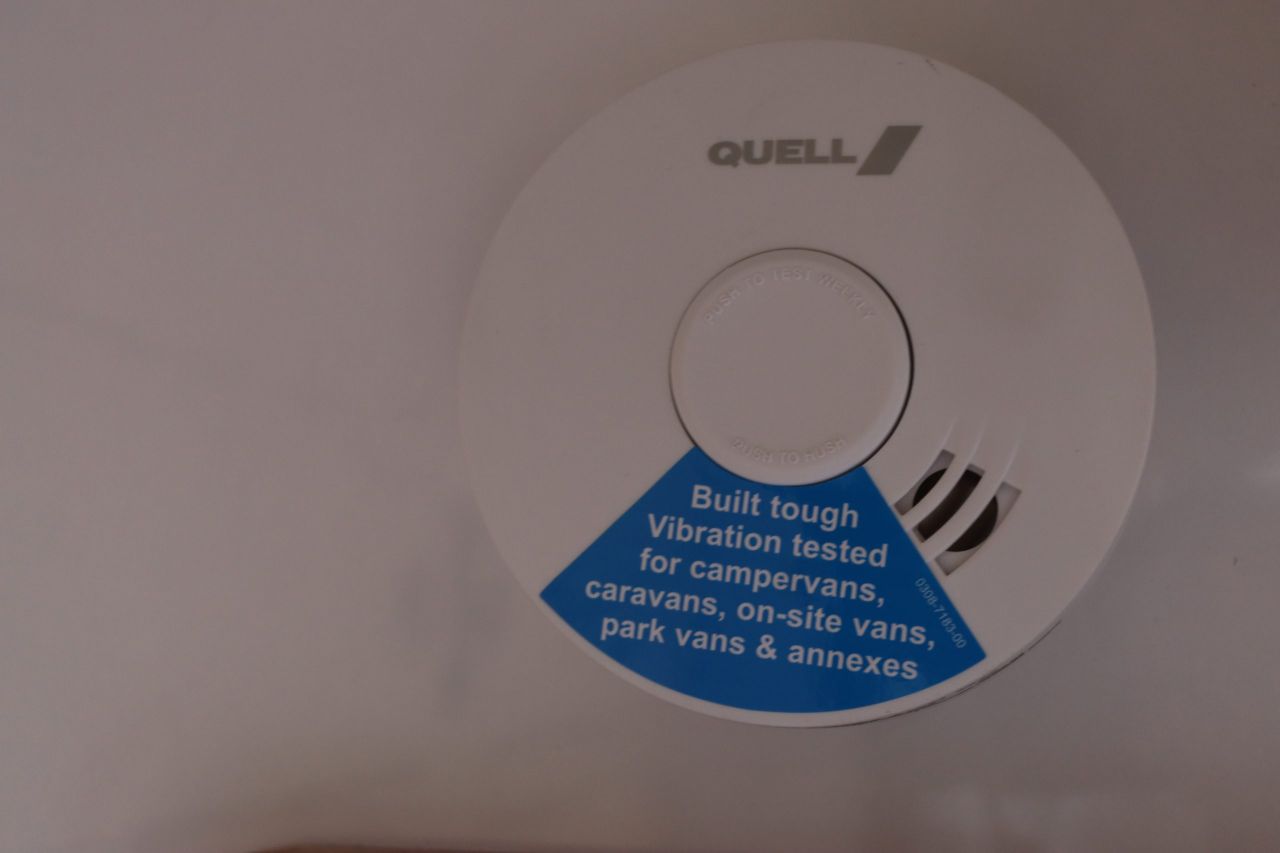 QUELL
PUSH TO TEST WEEKLY
PUSH TO HUSH
Built tough
Vibration tested
for campervans,
caravans, on-site vans,
park vans & annexes
0308-7183-00